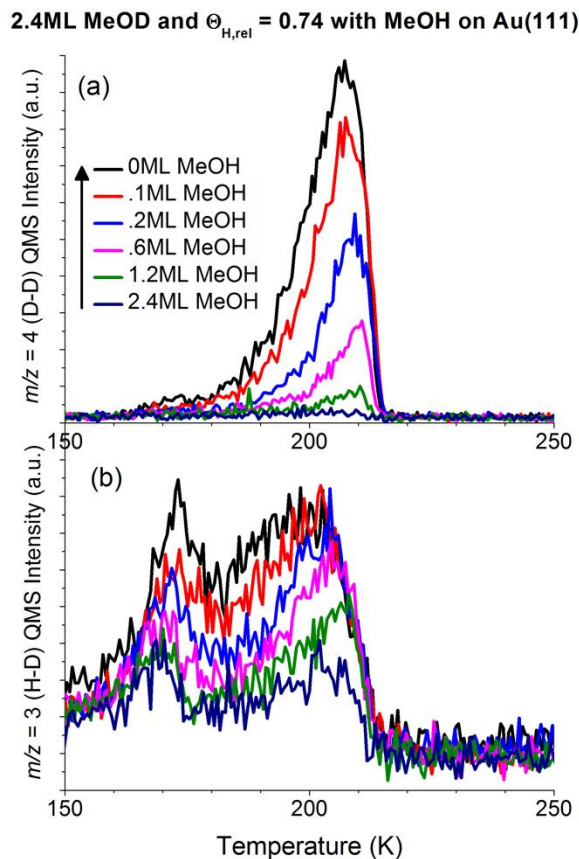 2.4ML MeOD and Θ_H,rel = 0.74 with MeOH on Au(111)
(a)
m/z = 4 (D-D) QMS Intensity (a.u.)
0ML MeOH
.1ML MeOH
.2ML MeOH
.6ML MeOH
1.2ML MeOH
2.4ML MeOH
150 200 250
(b)
m/z = 3 (H-D) QMS Intensity (a.u.)
150 200 250
Temperature (K)